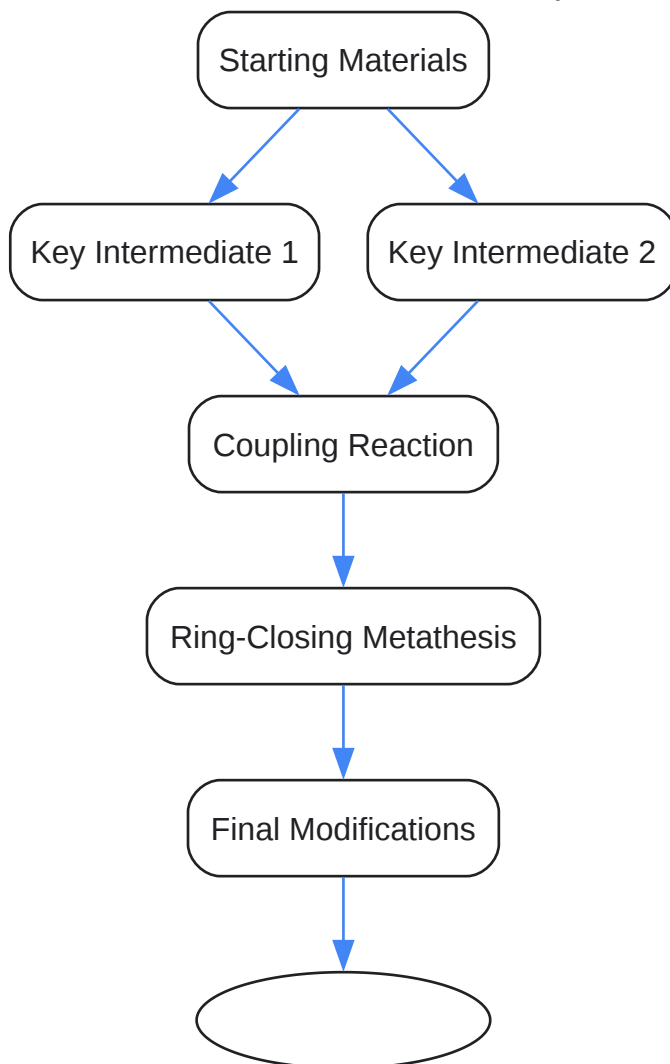 Starting Materials
Key Intermediate 1
Key Intermediate 2
Coupling Reaction
Ring-Closing Metathesis
Final Modifications